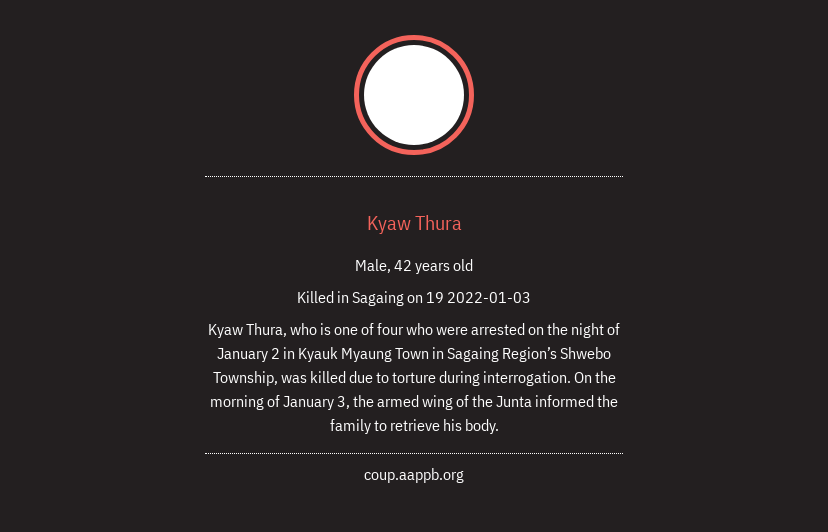 Kyaw Thura
Male, 42 years old
Killed in Sagaing on 19 2022-01-03
Kyaw Thura, who is one of four who were arrested on the night of
January 2 in Kyauk Myaung Town in Sagaing Region’s Shwebo
Township, was killed due to torture during interrogation. On the
morning of January 3, the armed wing of the Junta informed the
family to retrieve his body.
coup.aappb.org